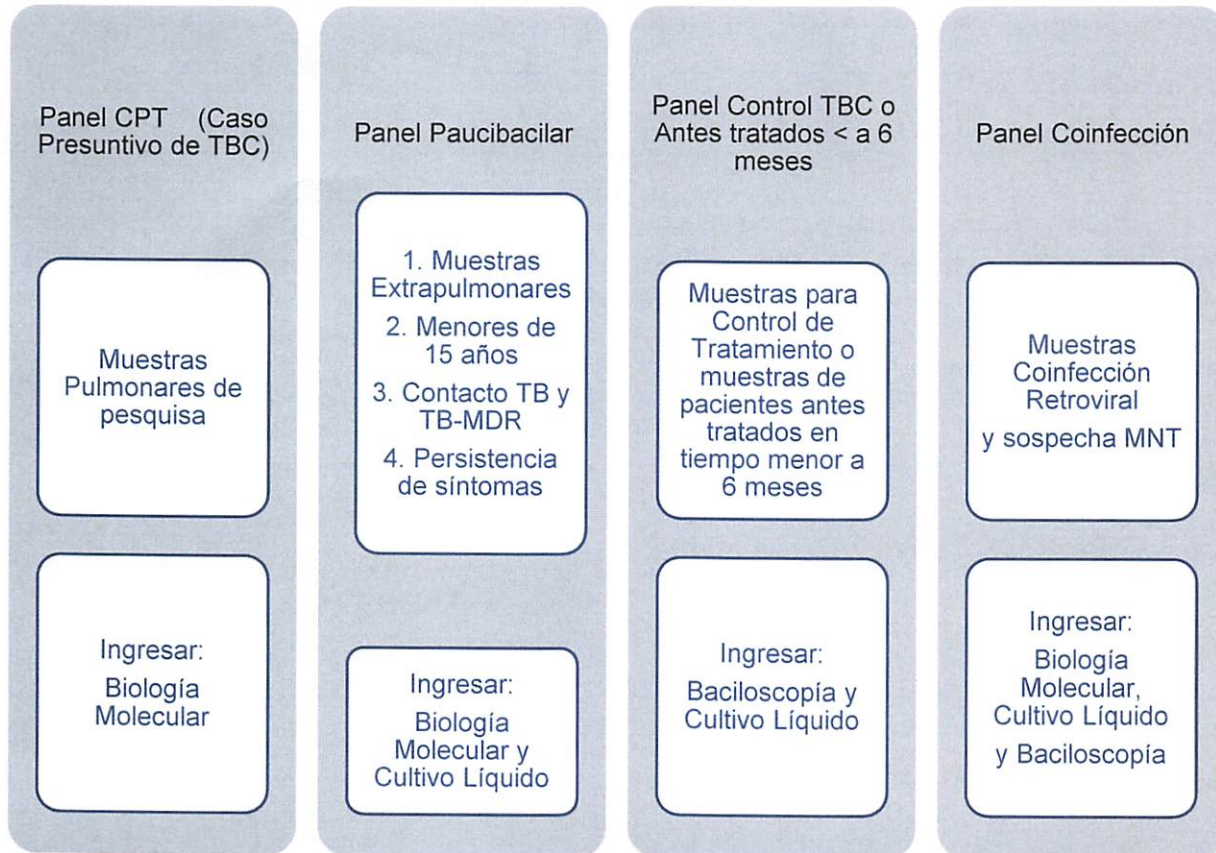 Panel CPT (Caso
Presuntivo de TBC)
Muestras
Pulmonares de
pesquisa
Ingresar:
Biología
Molecular
Panel Paucibacilar
1. Muestras
Extrapulmonares
2. Menores de
15 años
3. Contacto TB y
TB-MDR
4. Persistencia
de síntomas
Ingresar:
Biología
Molecular y
Cultivo Líquido
Panel Control TBC o
Antes tratados < a 6
meses
Muestras para
Control de
Tratamiento o
muestras de
pacientes antes
tratados en
tiempo menor a
6 meses
Ingresar:
Baciloscopía y
Cultivo Líquido
Panel Coinfección
Muestras
Coinfección
Retroviral
y sospecha MNT
Ingresar:
Biología
Molecular,
Cultivo Líquido
y Baciloscopía